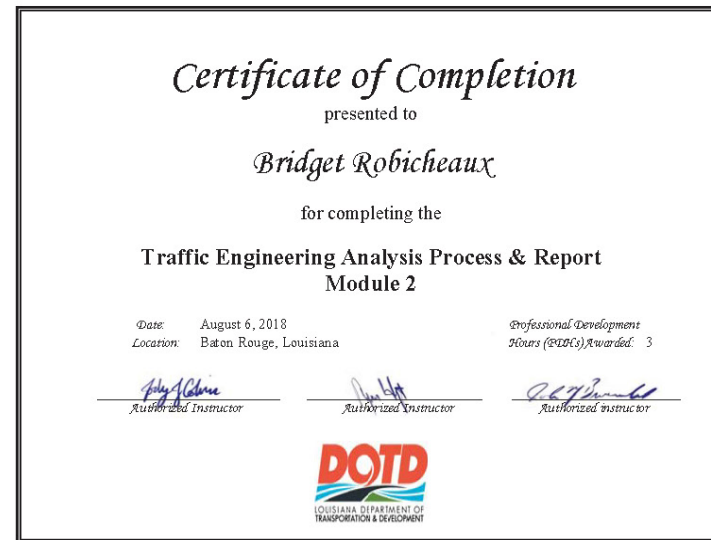 Certificate of Completion
presented to
Bridget Robicheaux
for completing the
Traffic Engineering Analysis Process & Report
Module 2
Date: August 6, 2018
Location: Baton Rouge, Louisiana
Professional Development
Hours (PDH's) Awarded: 3
Authorized Instructor
Authorized Instructor
Authorized instructor
DOTD
LOUISIANA DEPARTMENT OF
TRANSPORTATION & DEVELOPMENT